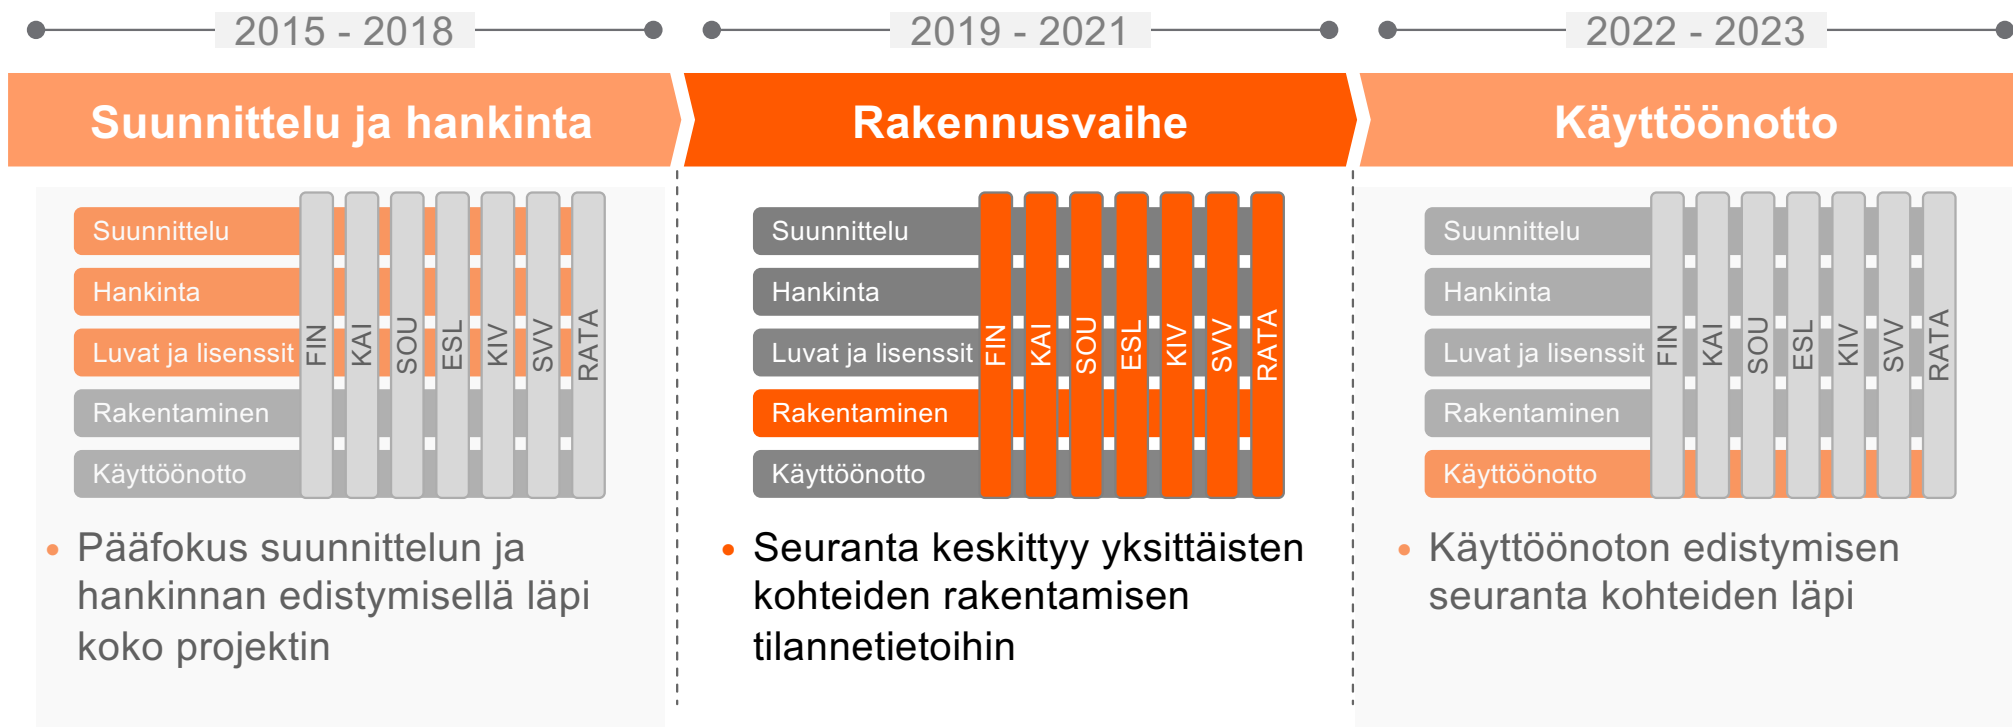 2015 - 2018
Suunnittelu ja hankinta
Suunnittelu
Hankinta
Luvat ja lisenssit
Rakentaminen
Käyttöönotto
FIN
KAI
SOU
ESL
KIV
SVV
RATA
• Pääfokus suunnittelun ja
hankinnan edistymisellä läpi
koko projektin
2019 - 2021
Rakennusvaihe
Suunnittelu
Hankinta
Luvat ja lisenssit
Rakentaminen
Käyttöönotto
FIN
KAI
SOU
ESL
KIV
SVV
RATA
• Seuranta keskittyy yksittäisten
kohteiden rakentamisen
tilannetietoihin
2022 - 2023
Käyttöönotto
Suunnittelu
Hankinta
Luvat ja lisenssit
Rakentaminen
Käyttöönotto
FIN
KAI
SOU
ESL
KIV
SVV
RATA
• Käyttöönoton edistymisen
seuranta kohteiden läpi